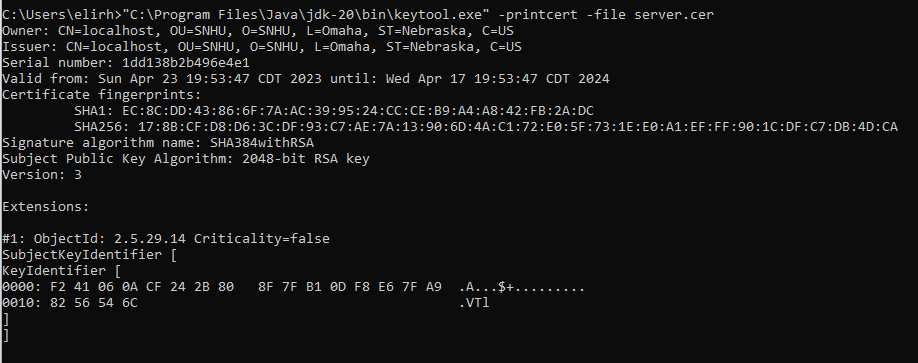 C:\Users\elirh>"C:\Program Files\Java\jdk-20\bin\keytool.exe" -printcert -file server.cer
Owner: CN=localhost, OU=SNHU, O=SNHU, L=Omaha, ST=Nebraska, C=US
Issuer: CN=localhost, OU=SNHU, O=SNHU, L=Omaha, ST=Nebraska, C=US
Serial number: 1dd138b2b496e4e1
Valid from: Sun Apr 23 19:53:47 CDT 2023 until: Wed Apr 17 19:53:47 CDT 2024
Certificate fingerprints:
         SHA1: EC:8C:DD:43:86:6F:7A:AC:39:95:24:CC:CE:B9:A4:A8:42:FB:2A:DC
         SHA256: 17:8B:CF:D8:D6:3C:DF:93:C7:AE:7A:13:90:6D:4A:C1:72:E0:5F:73:1E:E0:A1:EF:FF:90:1C:DF:C7:DB:4D:CA
Signature algorithm name: SHA384withRSA
Subject Public Key Algorithm: 2048-bit RSA key
Version: 3

Extensions:

#1: ObjectId: 2.5.29.14 Criticality=false
SubjectKeyIdentifier [
KeyIdentifier [
0000: F2 41 06 0A CF 24 2B 80   8F 7F B1 0D F8 E6 7F A9  .A...$+.........
0010: 82 56 54 6C                                        .VTl
]
]